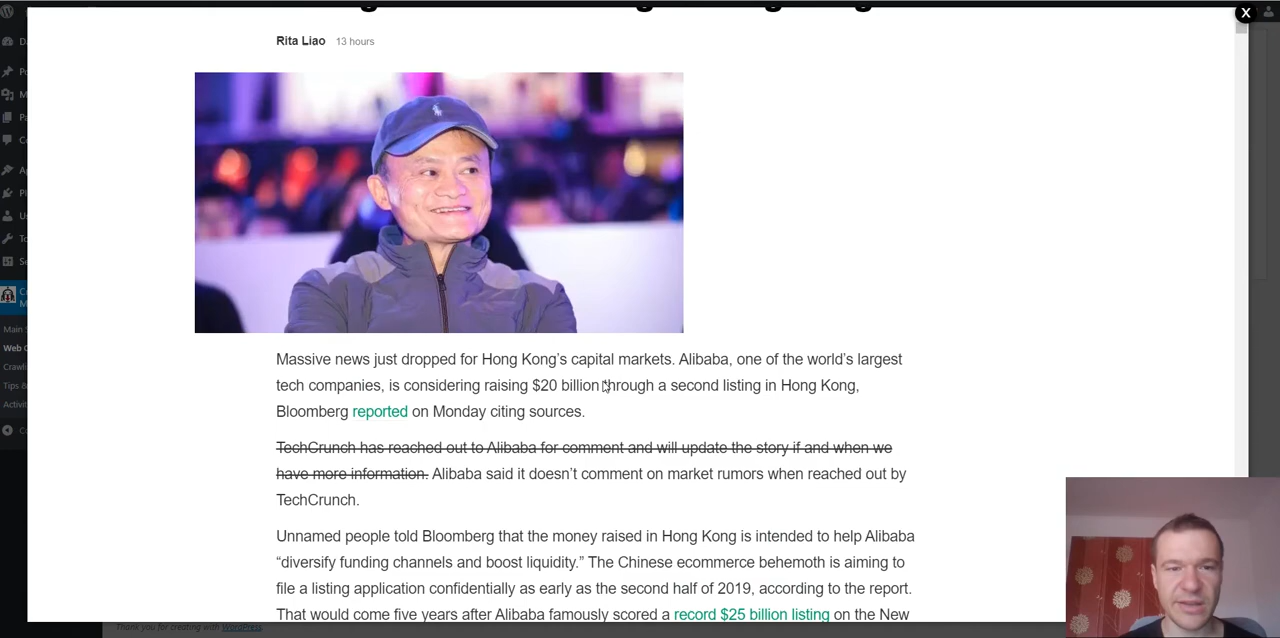 X
Rita Liao 13 hours
Massive news just dropped for Hong Kong’s capital markets. Alibaba, one of the world’s largest
tech companies, is considering raising $20 billion through a second listing in Hong Kong,
Bloomberg reported on Monday citing sources.
TechCrunch has reached out to Alibaba for comment and will update the story if and when we
have more information. Alibaba said it doesn’t comment on market rumors when reached out by
TechCrunch.
Unnamed people told Bloomberg that the money raised in Hong Kong is intended to help Alibaba
“diversify funding channels and boost liquidity.” The Chinese ecommerce behemoth is aiming to
file a listing application confidentially as early as the second half of 2019, according to the report.
That would come five years after Alibaba famously scored a record $25 billion listing on the New
Main
Web
Crawli
Tips &
Activi
Thank you for creating with WordPress.